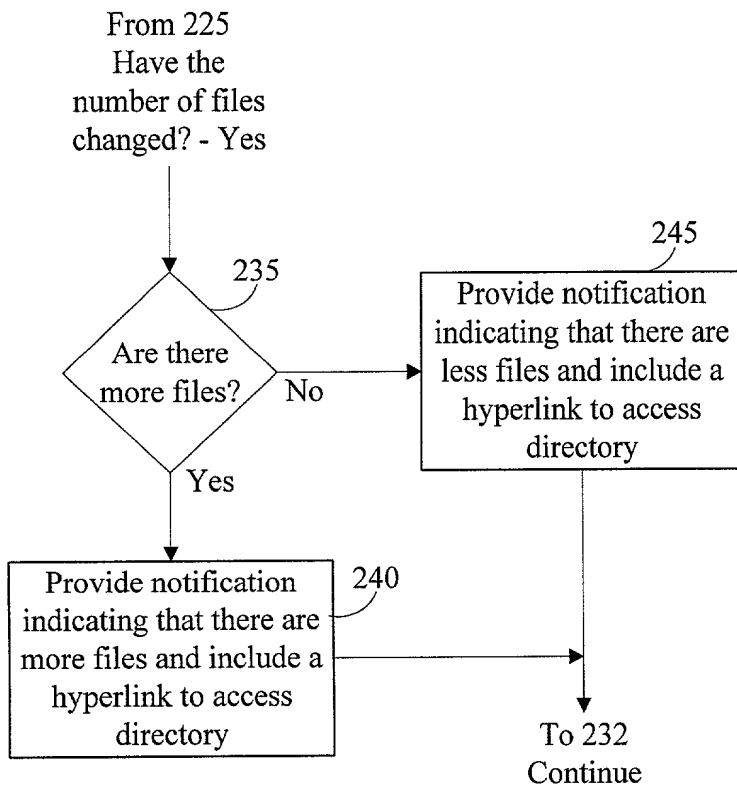 From 225
Have the
number of files
changed? - Yes
235
Are there
more files?
No
Yes
245
Provide notification
indicating that there are
less files and include a
hyperlink to access
directory
240
Provide notification
indicating that there are
more files and include a
hyperlink to access
directory
To 232
Continue